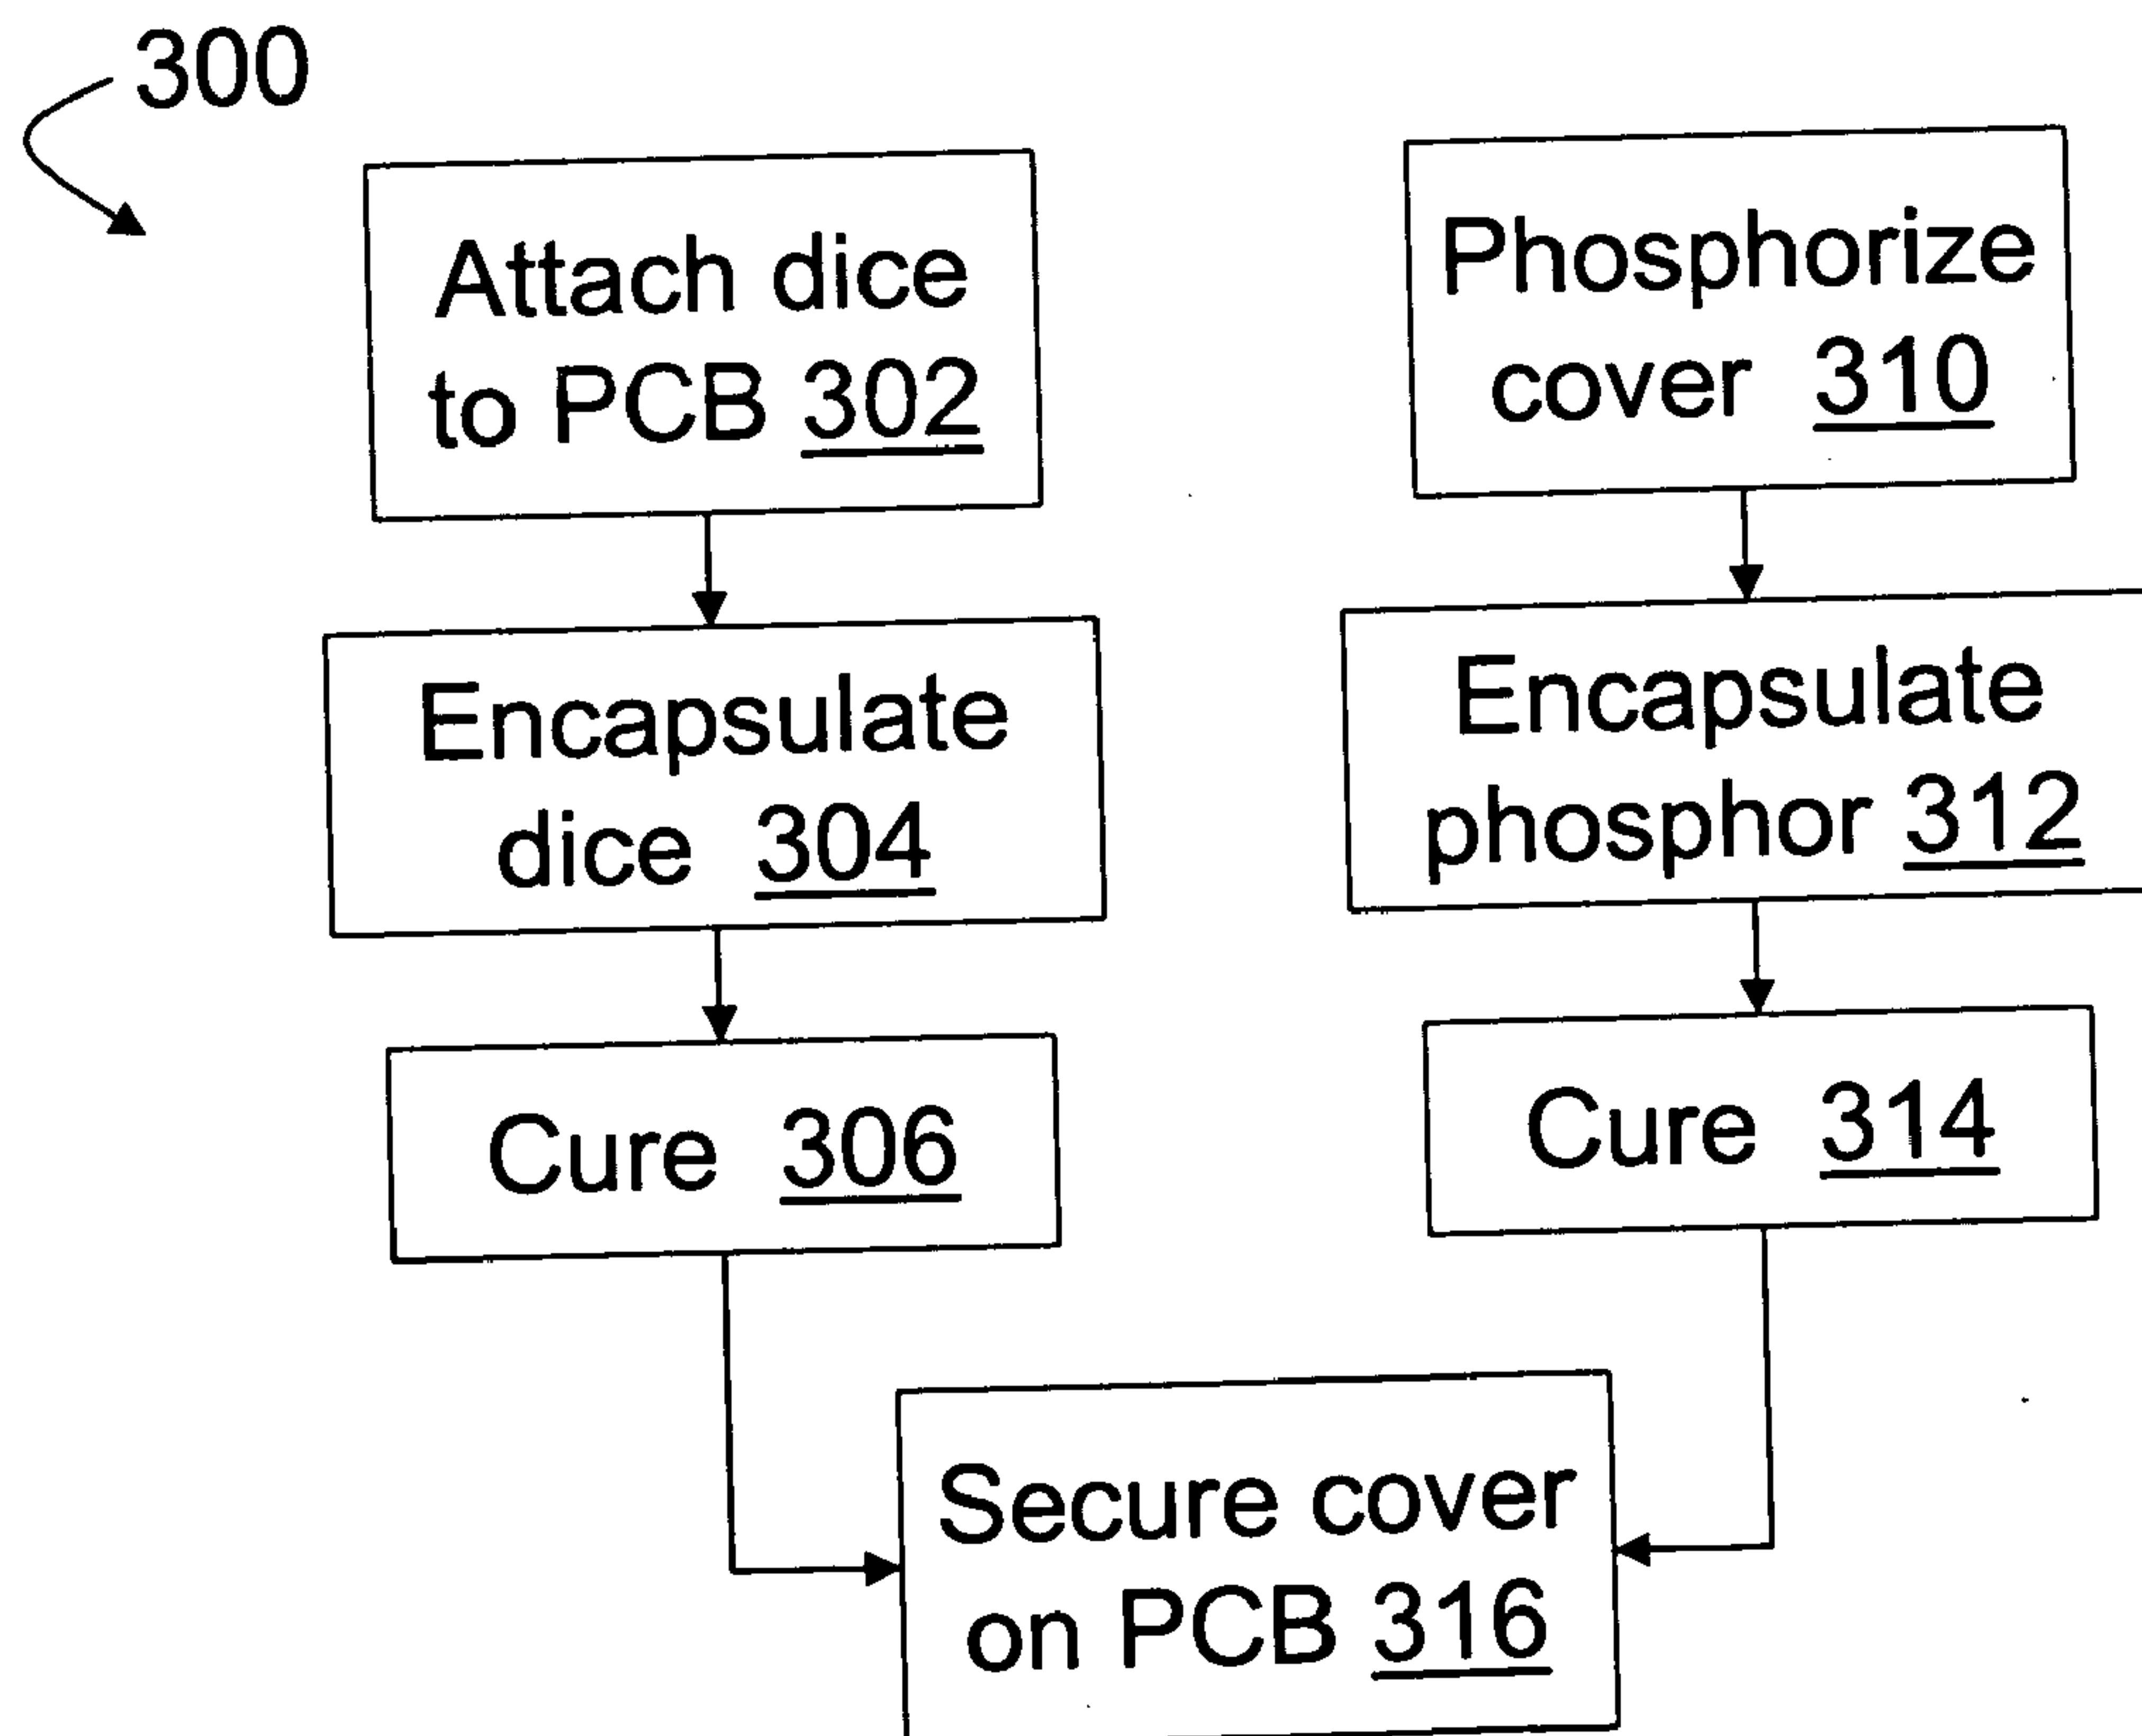 300
Attach dice
to PCB 302
Encapsulate
dice 304
Cure 306
Phosphorize
cover 310
Encapsulate
phosphor 312
Cure 314
Secure cover
on PCB 316